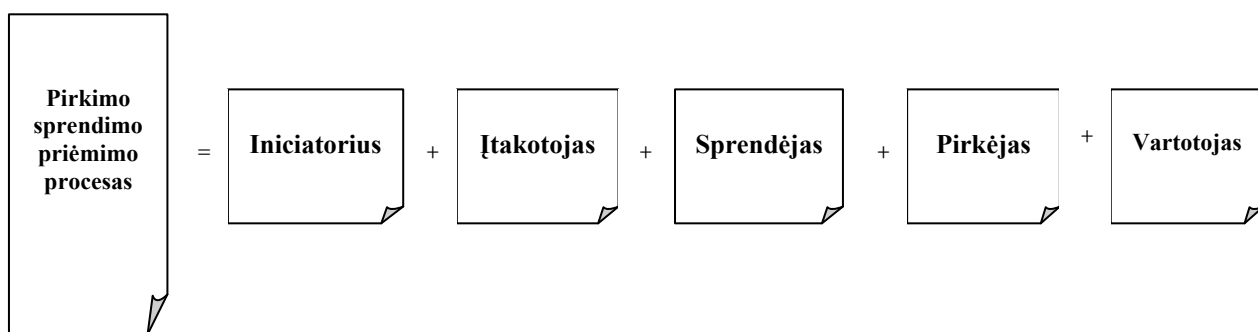 Pirkimo
sprendimo
priėmimo
procesas
= Iniciatorius + Įtakotojas + Sprendėjas + Pirkėjas + Vartotojas